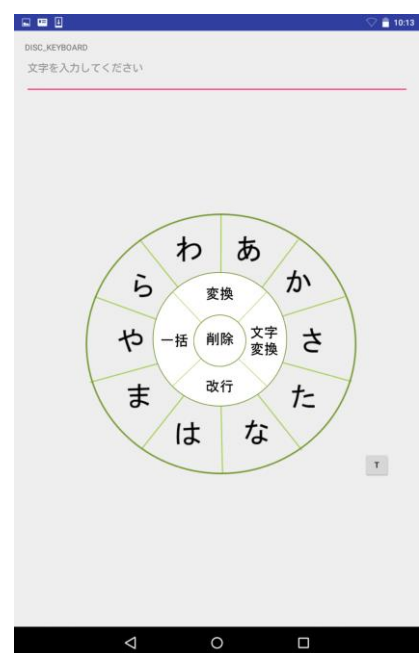 10:13
DISC_KEYBOARD
文字を入力してください
わ あ
ら か
変換
や 一括 削除 文字 さ
変換
改行
ま た
は な
T